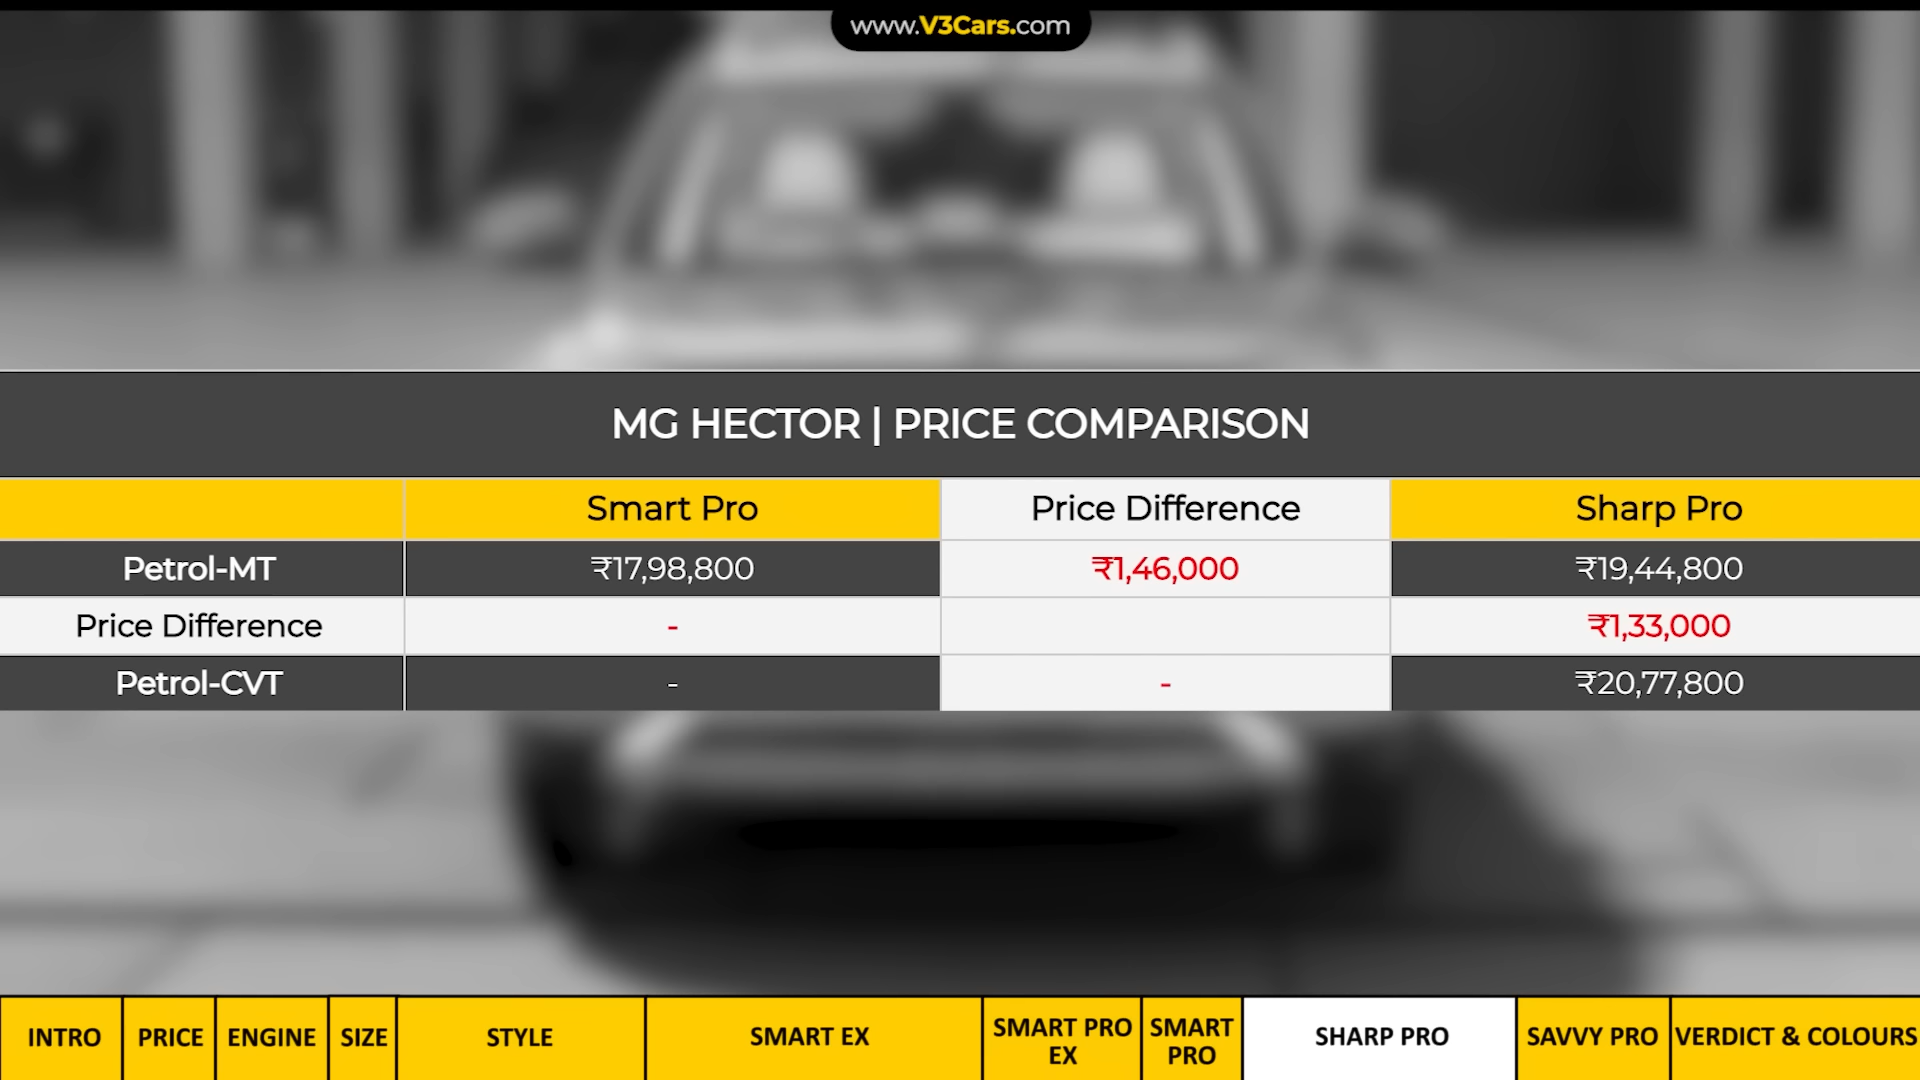 www.V3Cars.com
MG HECTOR | PRICE COMPARISON
Smart Pro Price Difference Sharp Pro
Petrol-MT ₹17,98,800 ₹1,46,000 ₹19,44,800
Price Difference - ₹1,33,000
Petrol-CVT - - ₹20,77,800
INTRO PRICE ENGINE SIZE STYLE SMART EX SMART PRO EX SMART PRO SHARP PRO SAVVY PRO VERDICT & COLOURS